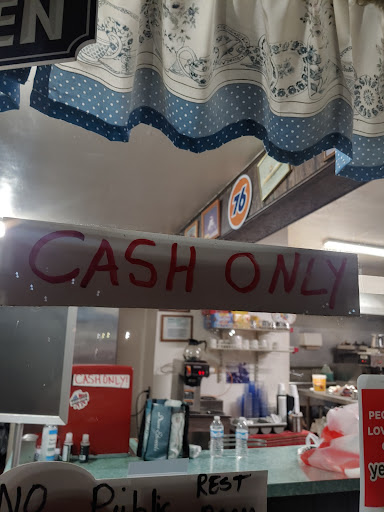 EN
76
CASH ONLY
CASH ONLY!
PE
LOV
ye
NO Public REST